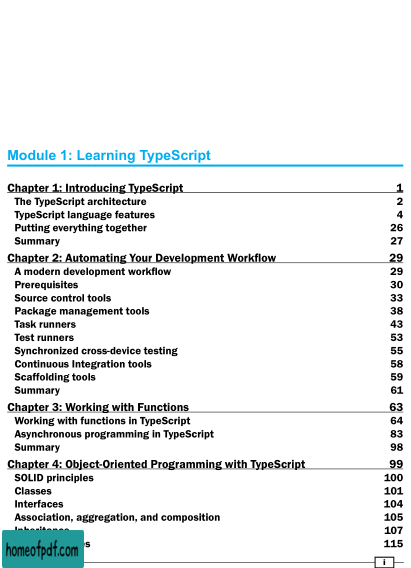 Module 1: Learning TypeScript
Chapter 1: Introducing TypeScript 1
The TypeScript architecture 2
TypeScript language features 4
Putting everything together 26
Summary 27
Chapter 2: Automating Your Development Workflow 29
A modern development workflow 29
Prerequisites 30
Source control tools 33
Package management tools 38
Task runners 43
Test runners 53
Synchronized cross-device testing 55
Continuous Integration tools 58
Scaffolding tools 59
Summary 61
Chapter 3: Working with Functions 63
Working with functions in TypeScript 64
Asynchronous programming in TypeScript 83
Summary 98
Chapter 4: Object-Oriented Programming with TypeScript 99
SOLID principles 100
Classes 101
Interfaces 104
Association, aggregation, and composition 105
Inheritance 107
115
homeofpdf.com
i